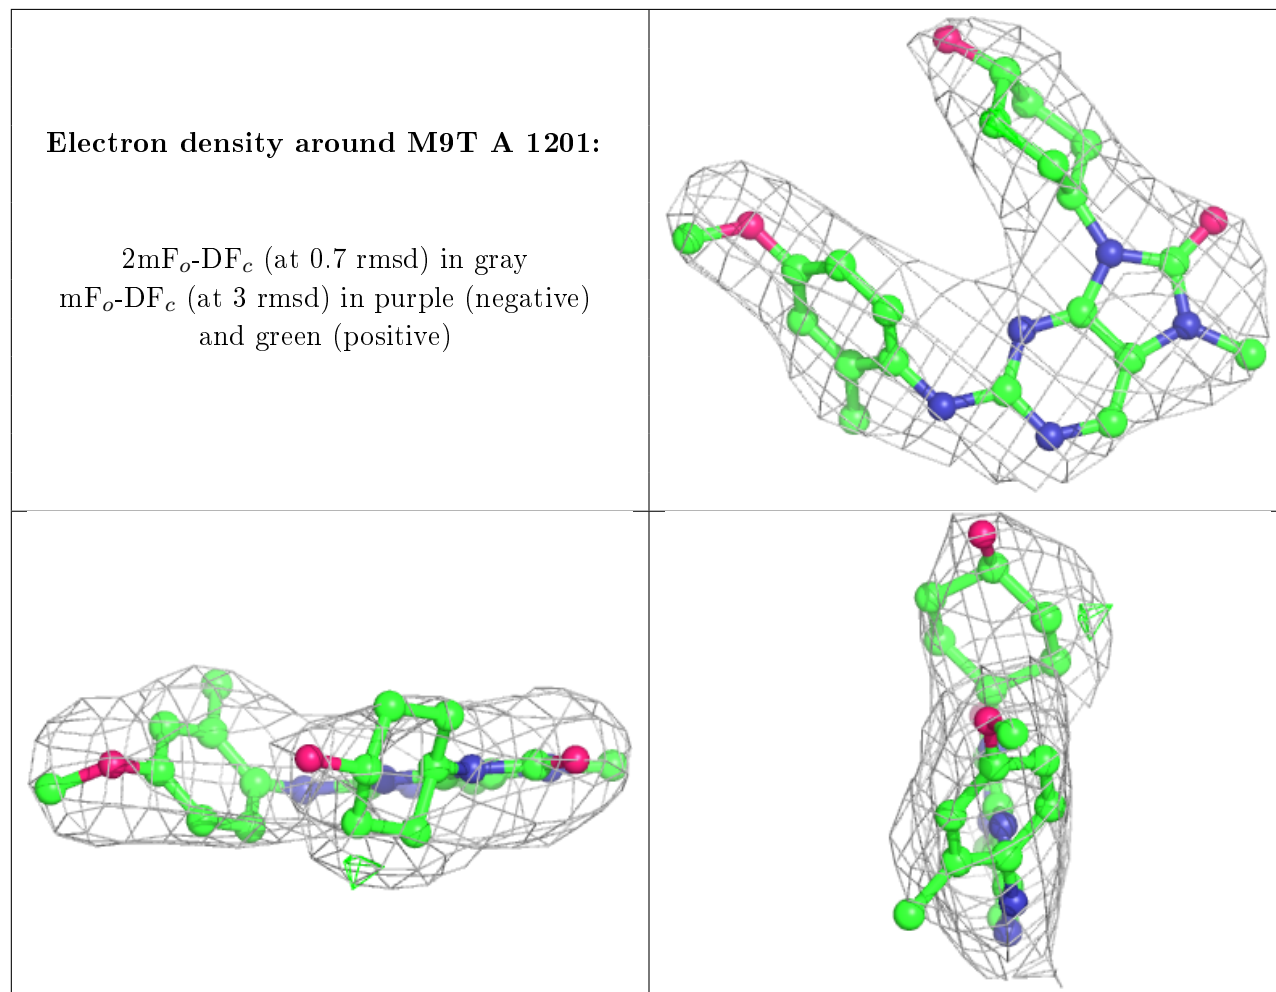 Electron density around M9T A 1201:
2mFₒ-DF𝒸 (at 0.7 rmsd) in gray
mFₒ-DF𝒸 (at 3 rmsd) in purple (negative)
and green (positive)